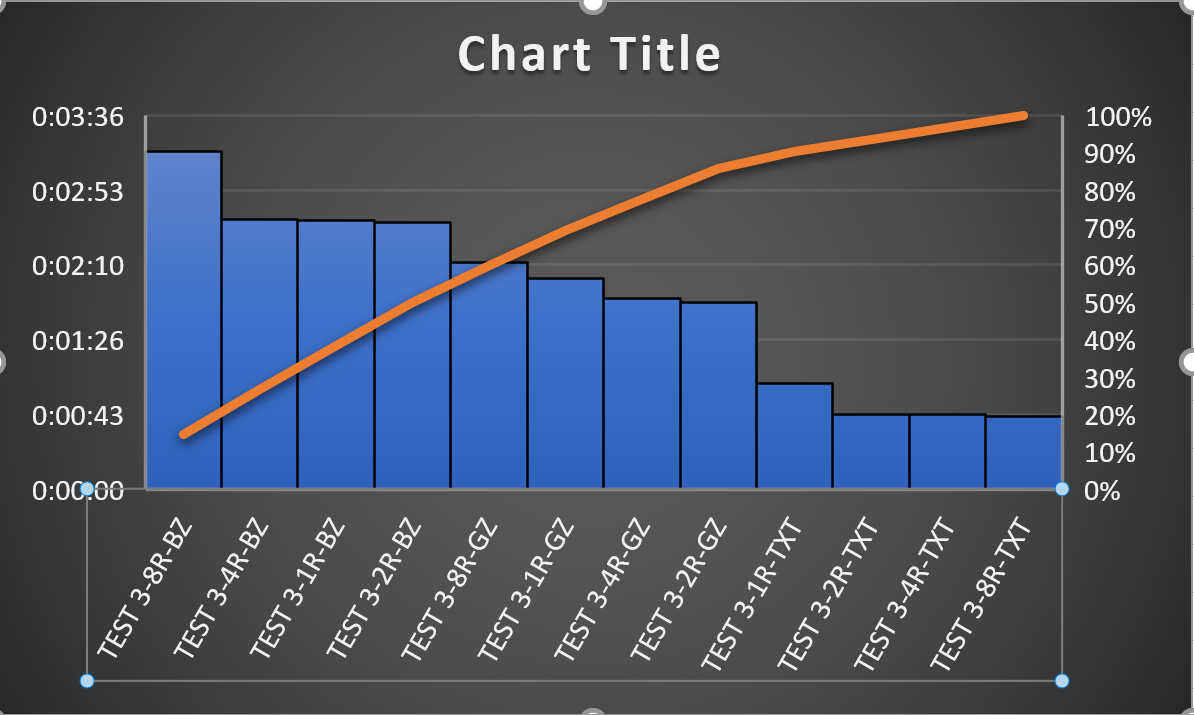 Chart Title
0:03:36
0:02:53
0:02:10
0:01:26
0:00:43
0:00:00
100%
90%
80%
70%
60%
50%
40%
30%
20%
10%
0%
TEST 3-8R-BZ
TEST 3-4R-BZ
TEST 3-1R-BZ
TEST 3-2R-BZ
TEST 3-8R-GZ
TEST 3-1R-GZ
TEST 3-4R-GZ
TEST 3-2R-GZ
TEST 3-1R-TXT
TEST 3-2R-TXT
TEST 3-4R-TXT
TEST 3-8R-TXT